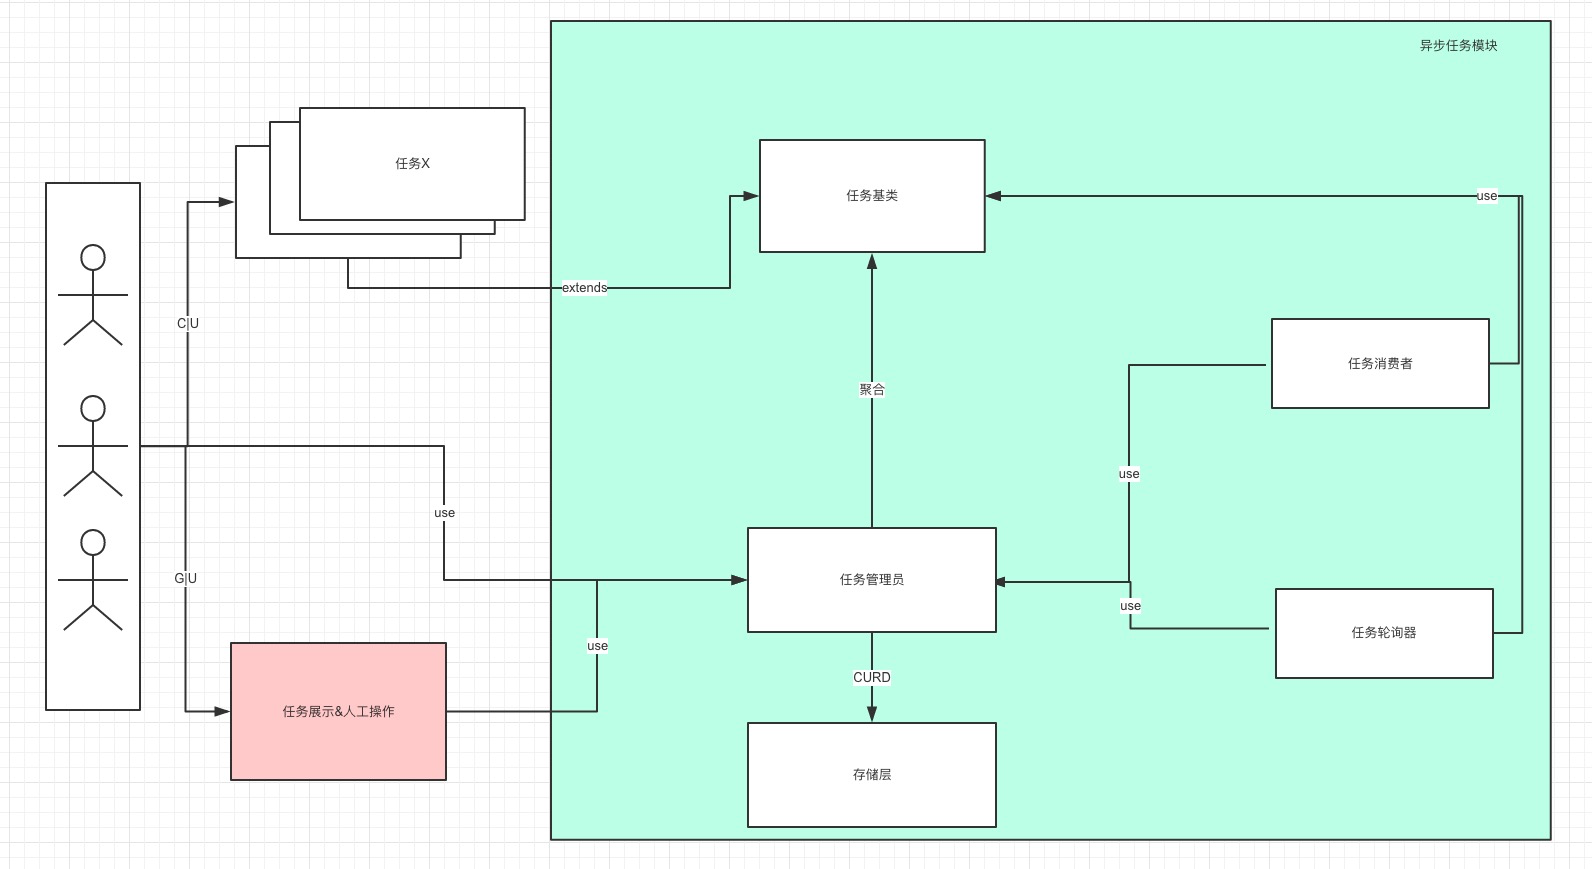 异步任务模块
任务X
任务基类
use
extends
C|U
任务消费者
聚合
use
use
G|U
任务管理员
use
任务轮询器
use
CURD
任务展示&人工操作
存储层